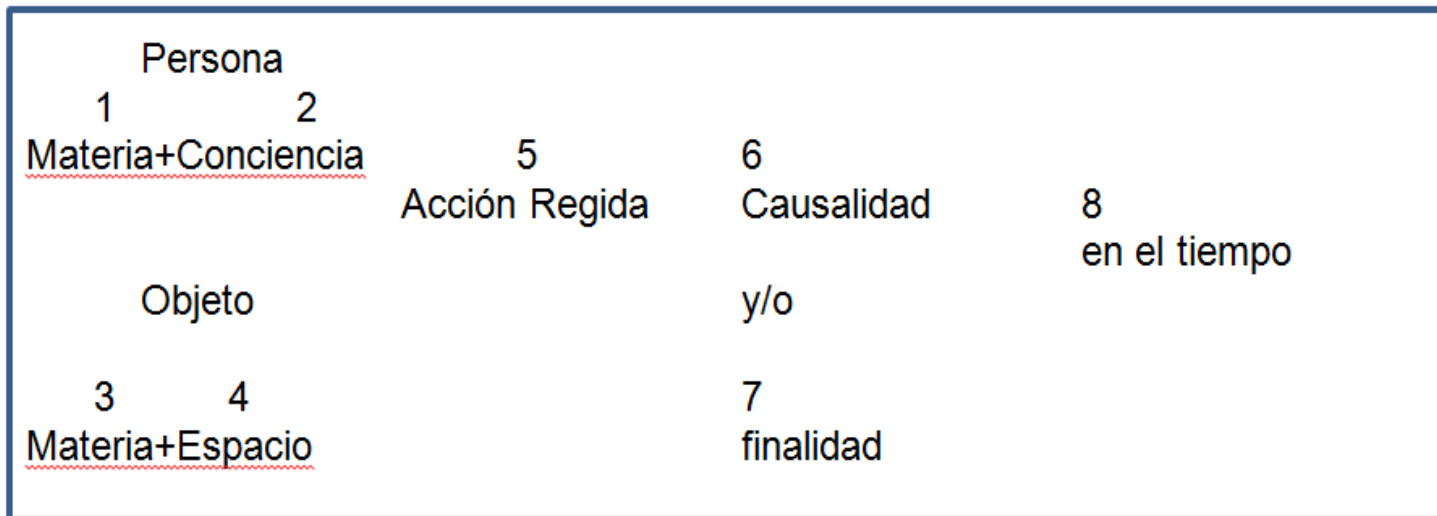 Persona
1 2
Materia+Conciencia 5 6
Acción Regida Causalidad 8
en el tiempo
Objeto y/o
3 4 7
Materia+Espacio finalidad